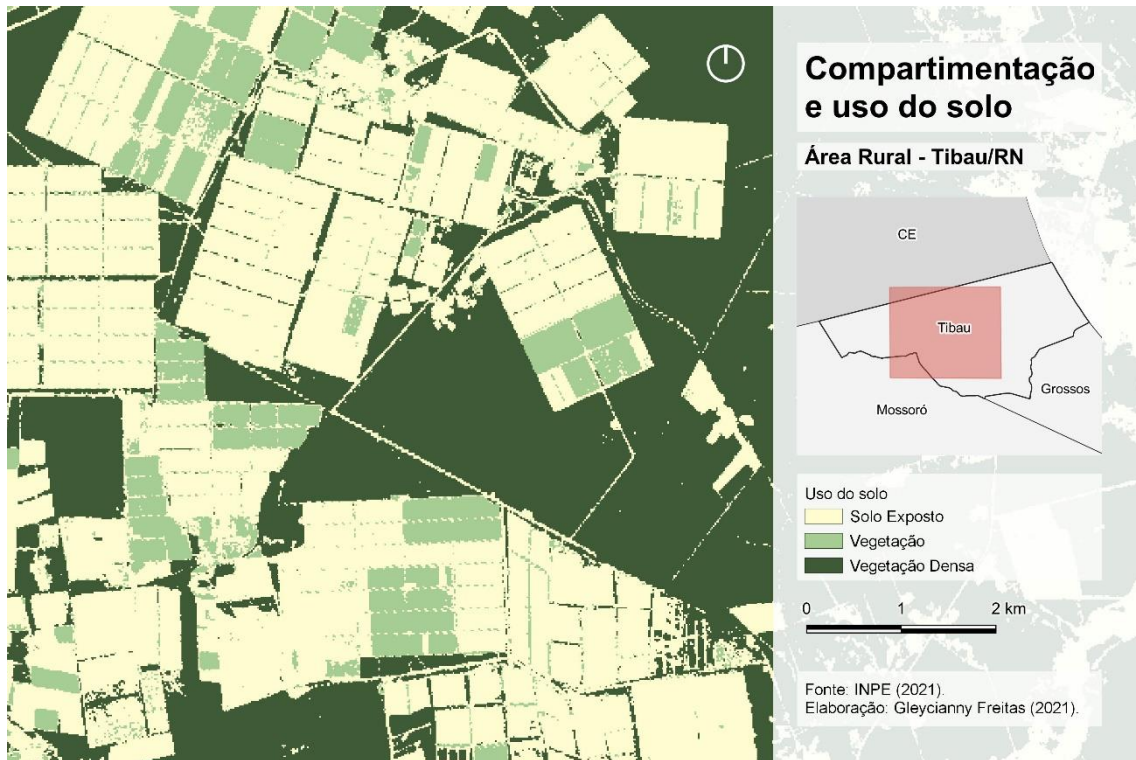 Compartimentação
e uso do solo
Área Rural - Tibau/RN
CE
Tibau
Grossos
Mossoró
Uso do solo
Solo Exposto
Vegetação
Vegetação Densa
0 1 2 km
Fonte: INPE (2021).
Elaboração: Gleycianny Freitas (2021).